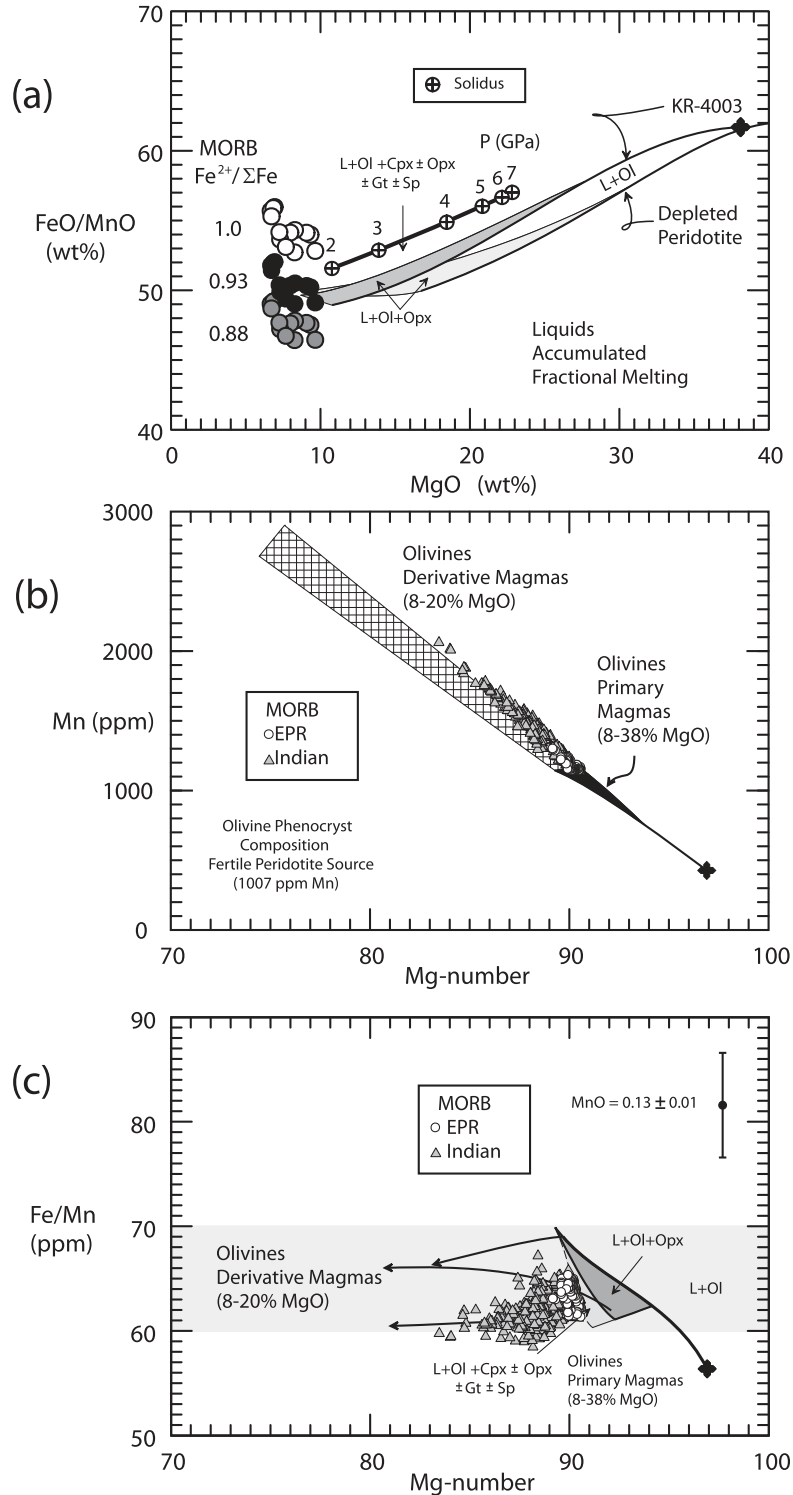 (a)
70
60
50
40
FeO/MnO
(wt%)
MORB
Fe2+/ΣFe
1.0
0.93
0.88
Solidus
KR-4003
P (GPa)
L+Ol +Cpx ± Opx
± Gt ± Sp
2
3
4
5
6
7
L+Ol
Depleted
Peridotite
L+Ol+Opx
Liquids
Accumulated
Fractional Melting
0
10
20
30
40
MgO (wt%)
(b)
3000
2000
1000
0
Mn (ppm)
Olivines
Derivative Magmas
(8-20% MgO)
Olivines
Primary
Magmas
(8-38% MgO)
MORB
EPR
Indian
Olivine Phenocryst
Composition
Fertile Peridotite Source
(1007 ppm Mn)
70
80
90
100
Mg-number
(c)
90
80
70
60
50
Fe/Mn
(ppm)
MORB
EPR
Indian
MnO = 0.13 ± 0.01
Olivines
Derivative Magmas
(8-20% MgO)
L+Ol+Opx
L+Ol
L+Ol +Cpx ± Opx
± Gt ± Sp
Olivines
Primary Magmas
(8-38% MgO)
70
80
90
100
Mg-number